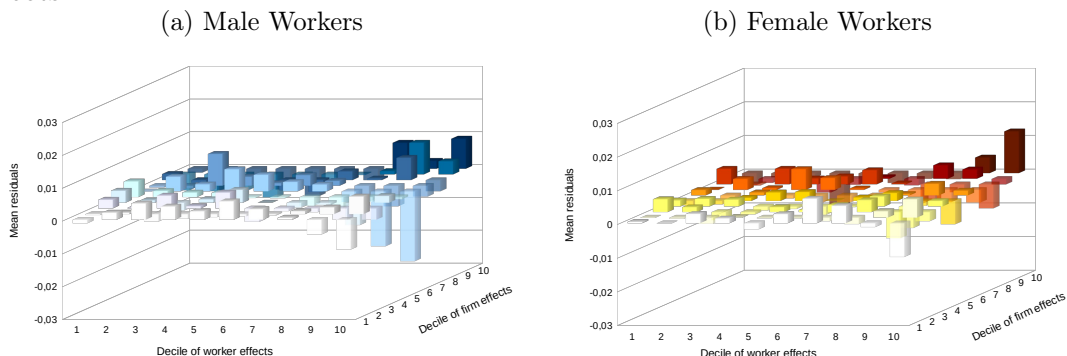 (a) Male Workers
(b) Female Workers
0,03
0,02
0,01
0
-0,01
-0,02
-0,03
Mean residuals
1 2 3 4 5 6 7 8 9 10
Decile of worker effects
1 2 3 4 5 6 7 8 9 10
Decile of firm effects
0,03
0,02
0,01
0
-0,01
-0,02
-0,03
Mean residuals
1 2 3 4 5 6 7 8 9 10
Decile of worker effects
1 2 3 4 5 6 7 8 9 10
Decile of firm effects